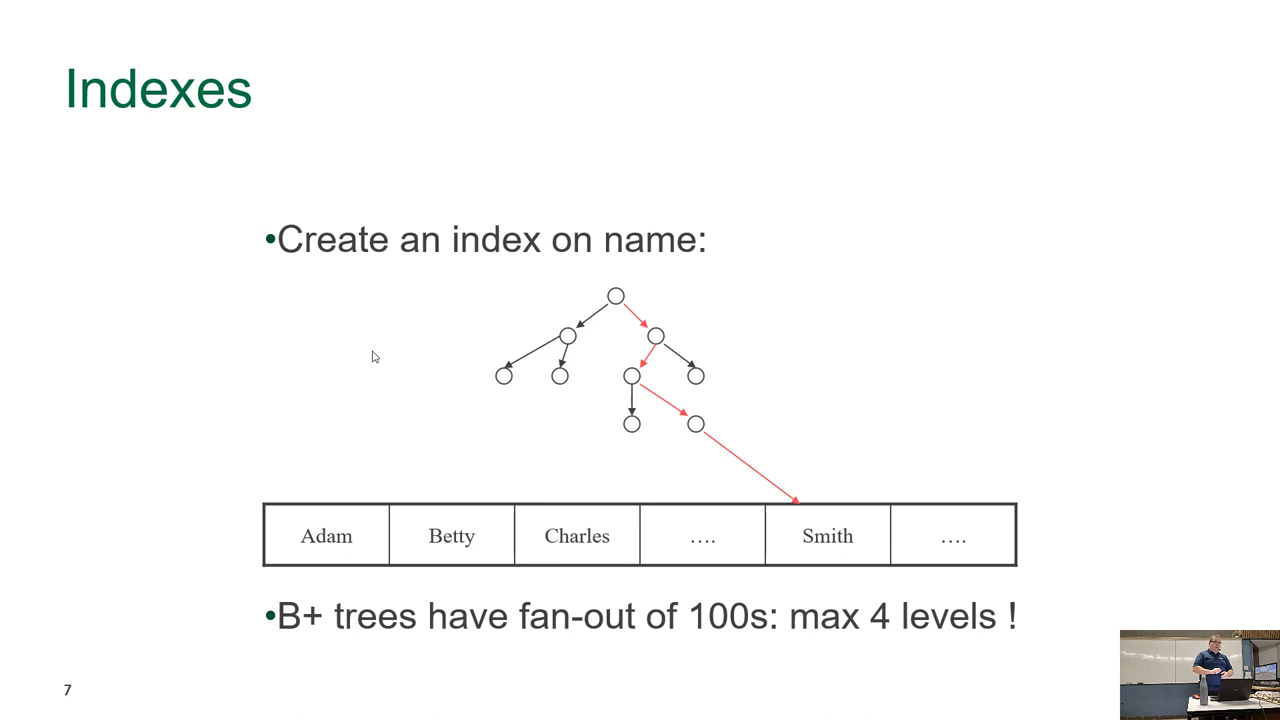 Indexes
•Create an index on name:
Adam Betty Charles …. Smith ….
•B+ trees have fan-out of 100s: max 4 levels !
7